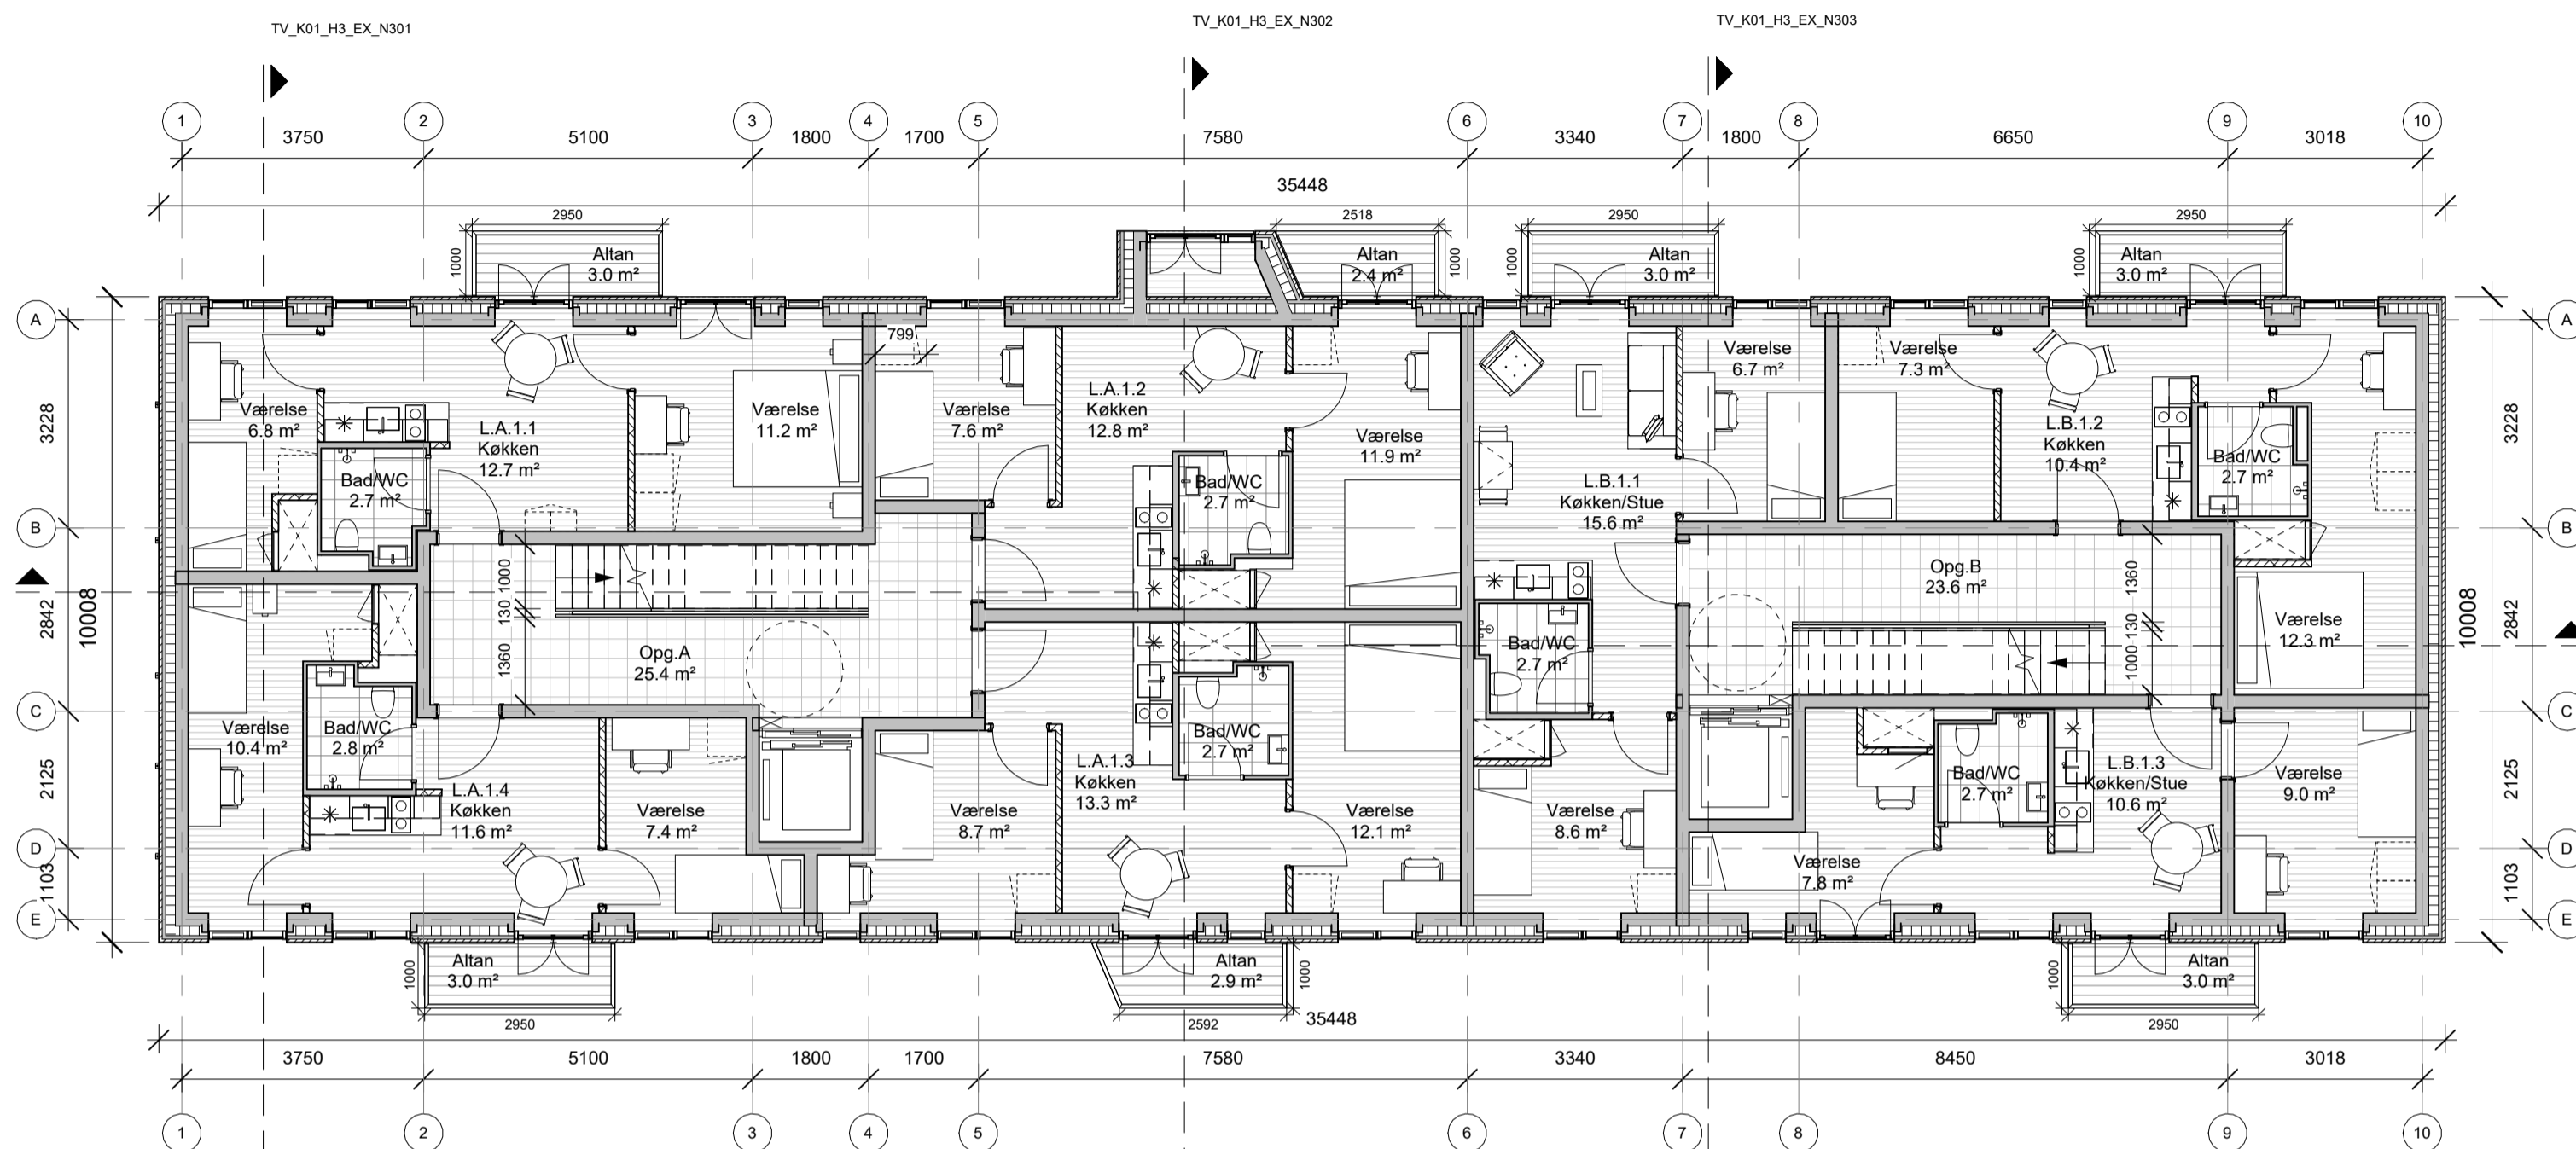 TV_K01_H3_EX_N301
TV_K01_H3_EX_N302
TV_K01_H3_EX_N303
1 2 3 4 5 6 7 8 9 10
3750 5100 1800 1700 7580 3340 1800 6650 3018
35448
2950 2518 2950 2950
1000 Altan 3.0 m²
Altan 2.4 m² 1000
1000 Altan 3.0 m²
1000 Altan 3.0 m²
A
B
C
D
E
3228
2842
2125
1103
10008
Værelse
6.8 m²
L.A.1.1
Køkken
12.7 m²
Bad/WC
2.7 m²
Værelse
11.2 m²
799
Værelse
7.6 m²
L.A.1.2
Køkken
12.8 m²
Bad/WC
2.7 m²
Værelse
11.9 m²
L.B.1.1
Køkken/Stue
15.6 m²
Værelse
6.7 m²
Værelse
7.3 m²
L.B.1.2
Køkken
10.4 m²
Bad/WC
2.7 m²
1000
130
1360
Opg.A
25.4 m²
Bad/WC
2.7 m²
Opg.B
23.6 m²
1360
130
1000
Værelse
12.3 m²
Værelse
10.4 m²
Bad/WC
2.8 m²
L.A.1.4
Køkken
11.6 m²
Værelse
7.4 m²
Værelse
8.7 m²
L.A.1.3
Køkken
13.3 m²
Bad/WC
2.7 m²
Værelse
12.1 m²
Værelse
8.6 m²
Værelse
7.8 m²
Bad/WC
2.7 m²
L.B.1.3
Køkken/Stue
10.6 m²
Værelse
9.0 m²
A
B
C
D
E
3228
2842
2125
1103
10008
1000 Altan 3.0 m²
Altan 2.9 m² 1000
1000 Altan 3.0 m²
2950 2592 2950
35448
3750 5100 1800 1700 7580 3340 8450 3018
1 2 3 4 5 6 7 8 9 10